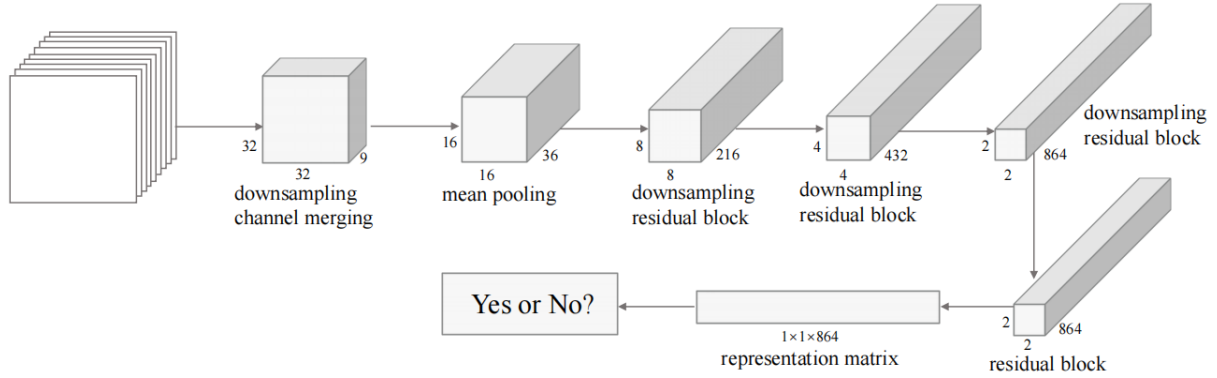 32
32
9
downsampling
channel merging
16
16
36
mean pooling
8
8
216
downsampling
residual block
4
4
432
downsampling
residual block
2
2
864
downsampling
residual block
2
2
864
residual block
1×1×864
representation matrix
Yes or No?